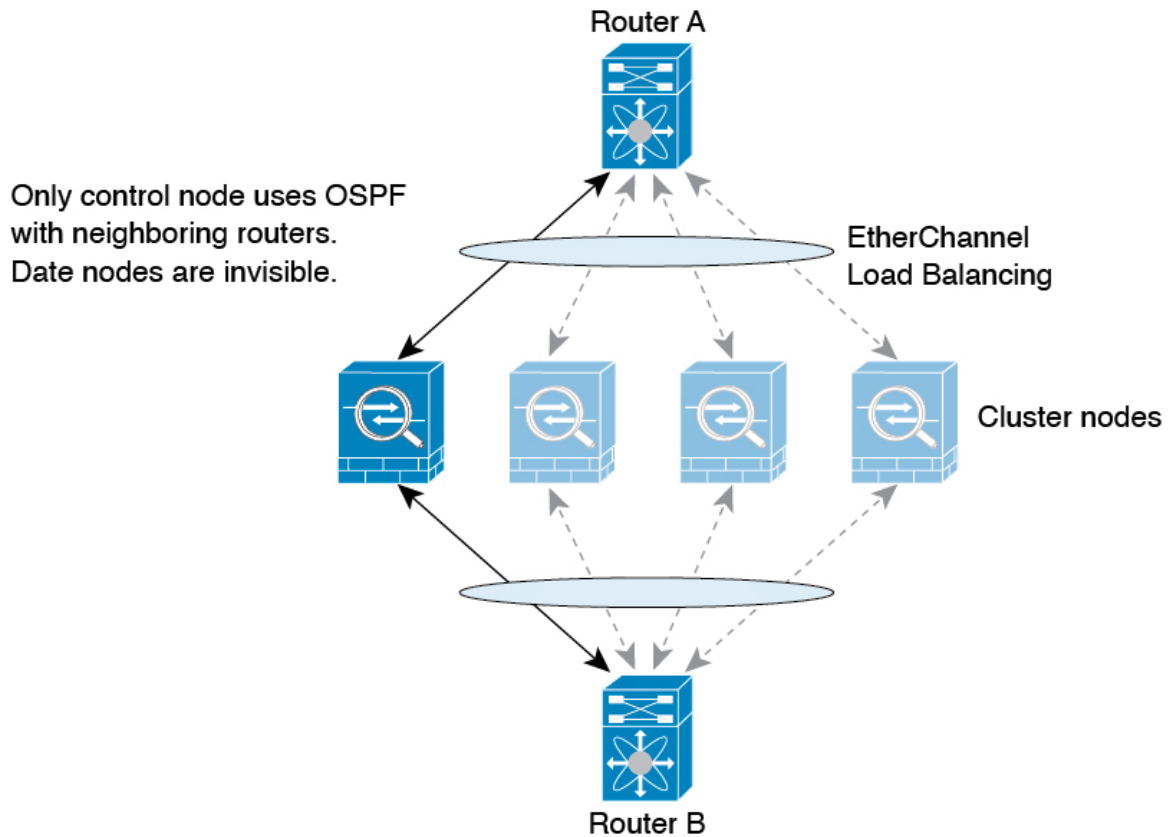 Router A
Only control node uses OSPF
with neighboring routers.
Date nodes are invisible.
EtherChannel
Load Balancing
Cluster nodes
Router B